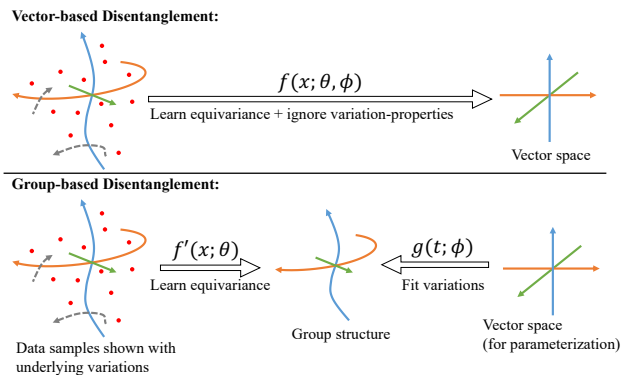 Vector-based Disentanglement:
f(x; θ, ϕ)
Learn equivariance + ignore variation-properties
Vector space
Group-based Disentanglement:
f′(x; θ)
Learn equivariance
g(t; ϕ)
Fit variations
Group structure
Vector space
(for parameterization)
Data samples shown with
underlying variations